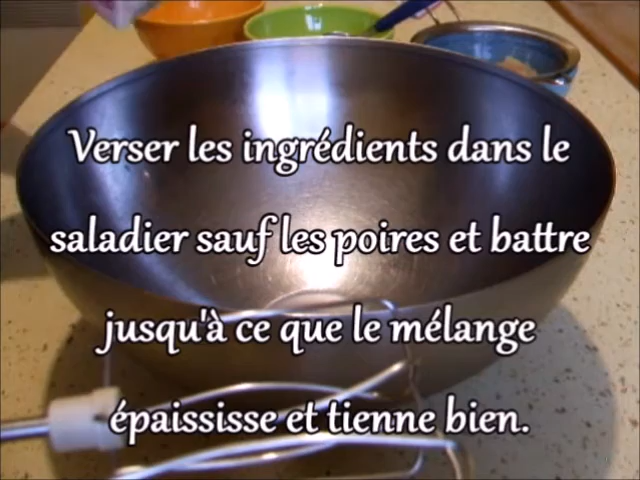 Verser les ingrédients dans le
saladier sauf les poires et battre
jusqu'à ce que le mélange
épaississe et tienne bien.